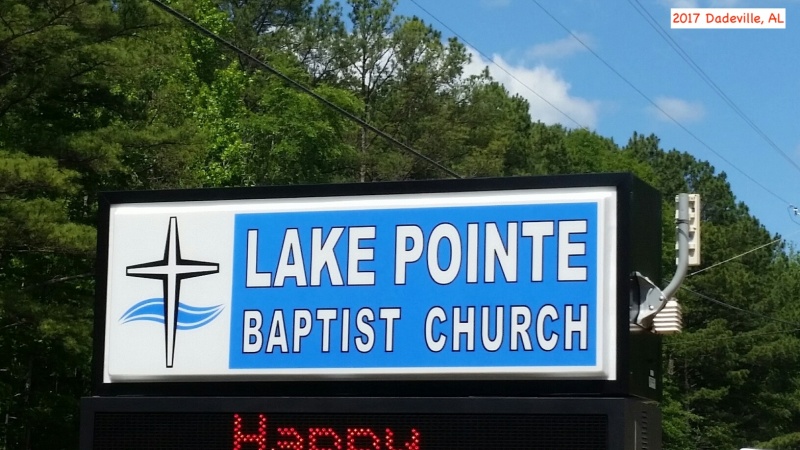 2017 Dadeville, AL
LAKE POINTE
BAPTIST CHURCH
Happy